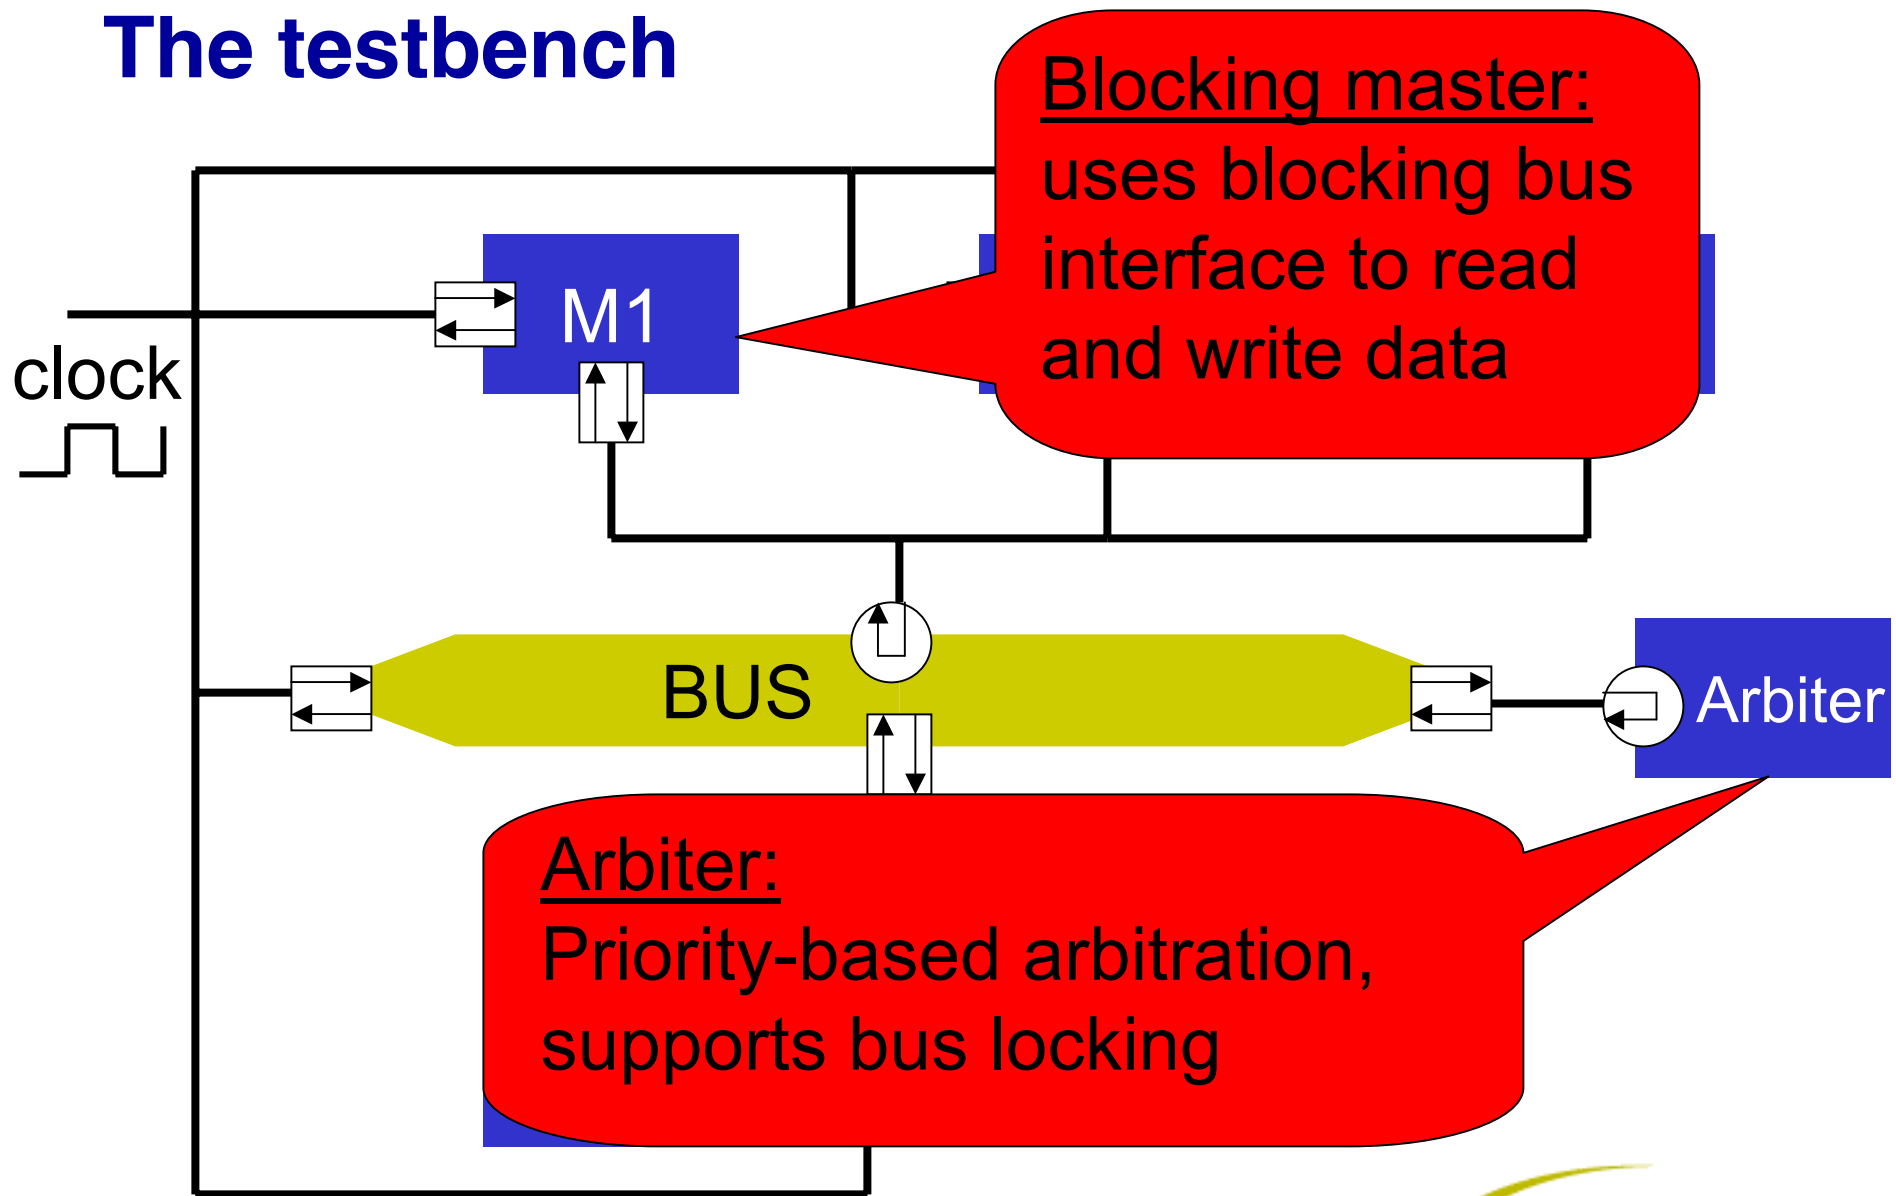 The testbench
Blocking master:
uses blocking bus
interface to read
and write data
M1
clock
BUS
Arbiter
Arbiter:
Priority-based arbitration,
supports bus locking